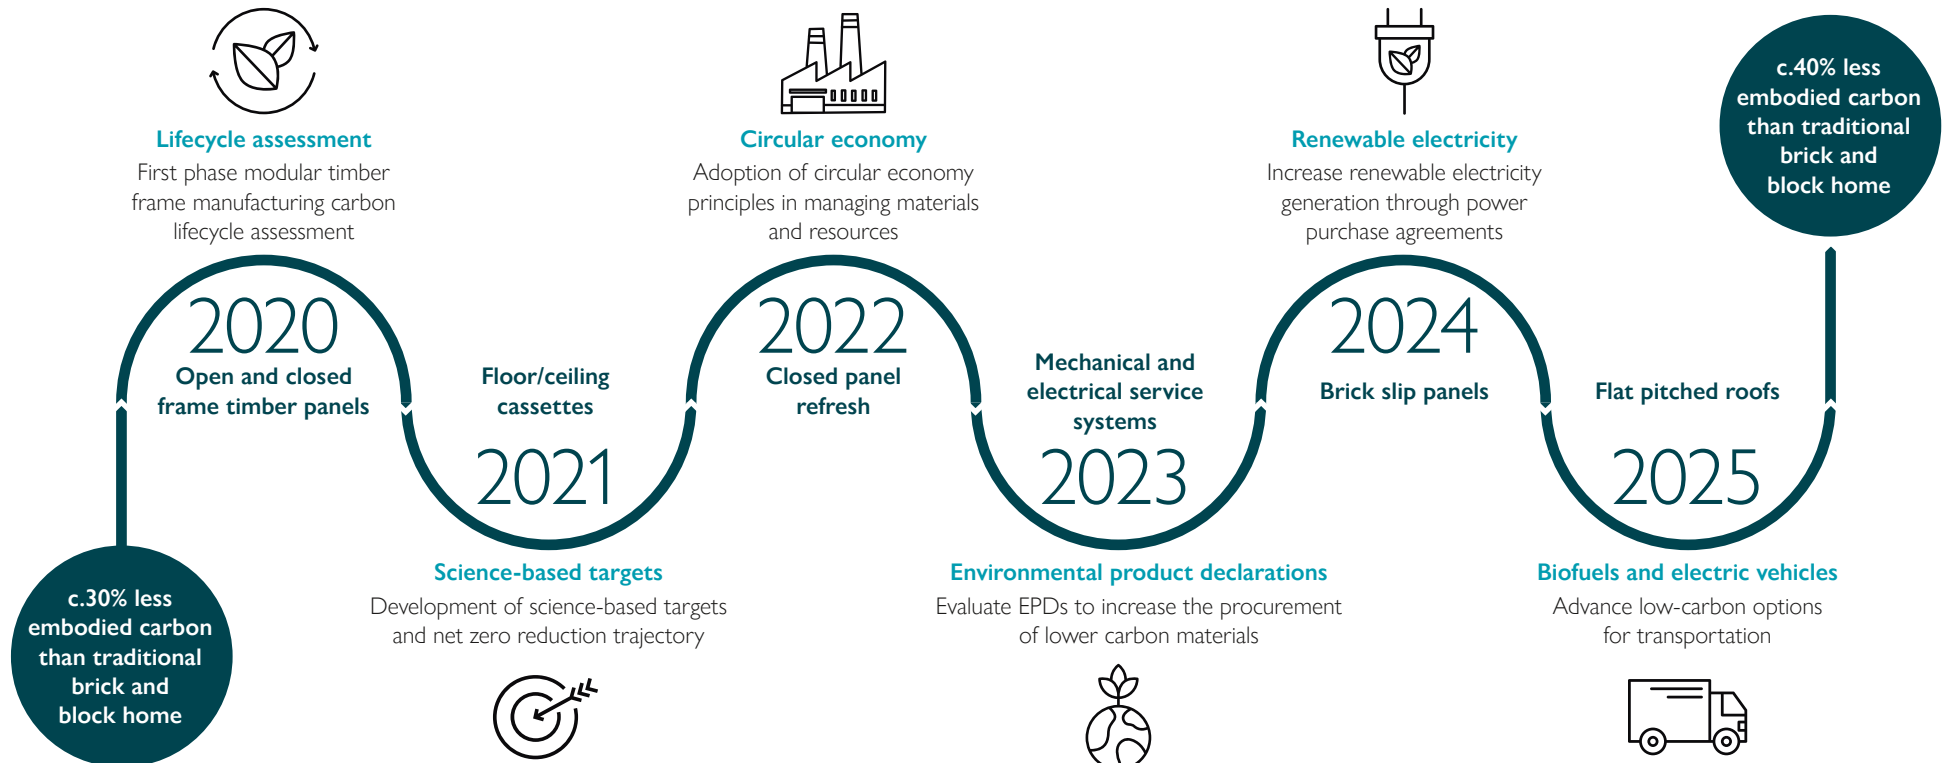 c.30% less
embodied carbon
than traditional
brick and
block home
Lifecycle assessment
First phase modular timber
frame manufacturing carbon
lifecycle assessment
2020
Open and closed
frame timber panels
Floor/ceiling
cassettes
2021
Science-based targets
Development of science-based targets
and net zero reduction trajectory
Circular economy
Adoption of circular economy
principles in managing materials
and resources
2022
Closed panel
refresh
Mechanical and
electrical service
systems
2023
Environmental product declarations
Evaluate EPDs to increase the procurement
of lower carbon materials
Renewable electricity
Increase renewable electricity
generation through power
purchase agreements
2024
Brick slip panels
Flat pitched roofs
2025
Biofuels and electric vehicles
Advance low-carbon options
for transportation
c.40% less
embodied carbon
than traditional
brick and
block home